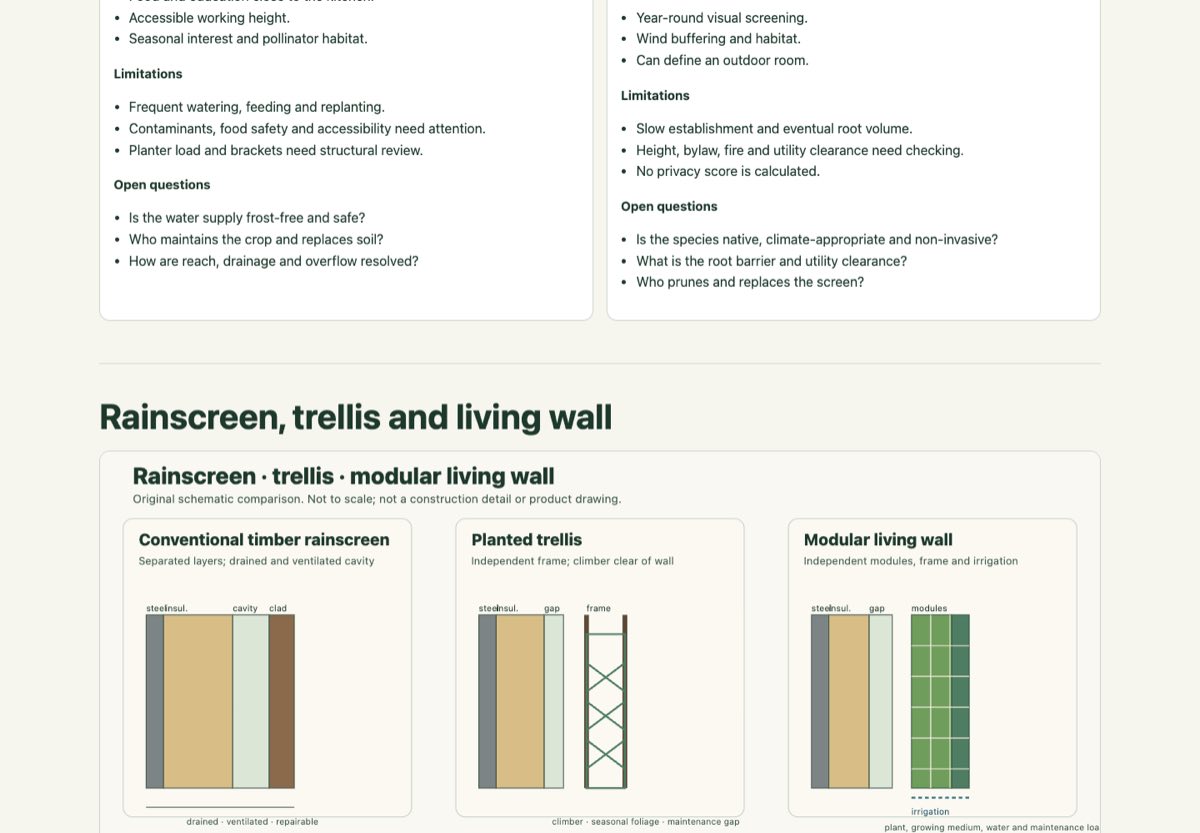 Accessible working height.
Seasonal interest and pollinator habitat.
Limitations
Frequent watering, feeding and replanting.
Contaminants, food safety and accessibility need attention.
Planter load and brackets need structural review.
Open questions
Is the water supply frost-free and safe?
Who maintains the crop and replaces soil?
How are reach, drainage and overflow resolved?
Year-round visual screening.
Wind buffering and habitat.
Can define an outdoor room.
Limitations
Slow establishment and eventual root volume.
Height, bylaw, fire and utility clearance need checking.
No privacy score is calculated.
Open questions
Is the species native, climate-appropriate and non-invasive?
What is the root barrier and utility clearance?
Who prunes and replaces the screen?
Rainscreen, trellis and living wall
Rainscreen · trellis · modular living wall
Original schematic comparison. Not to scale; not a construction detail or product drawing.
Conventional timber rainscreen
Separated layers; drained and ventilated cavity
insul. cavity clad
drained · ventilated · repairable
Planted trellis
Independent frame; climber clear of wall
gap frame
climber · seasonal foliage · maintenance gap
Modular living wall
Independent modules, frame and irrigation
gap modules
irrigation
plant, growing medium, water and maintenance loa